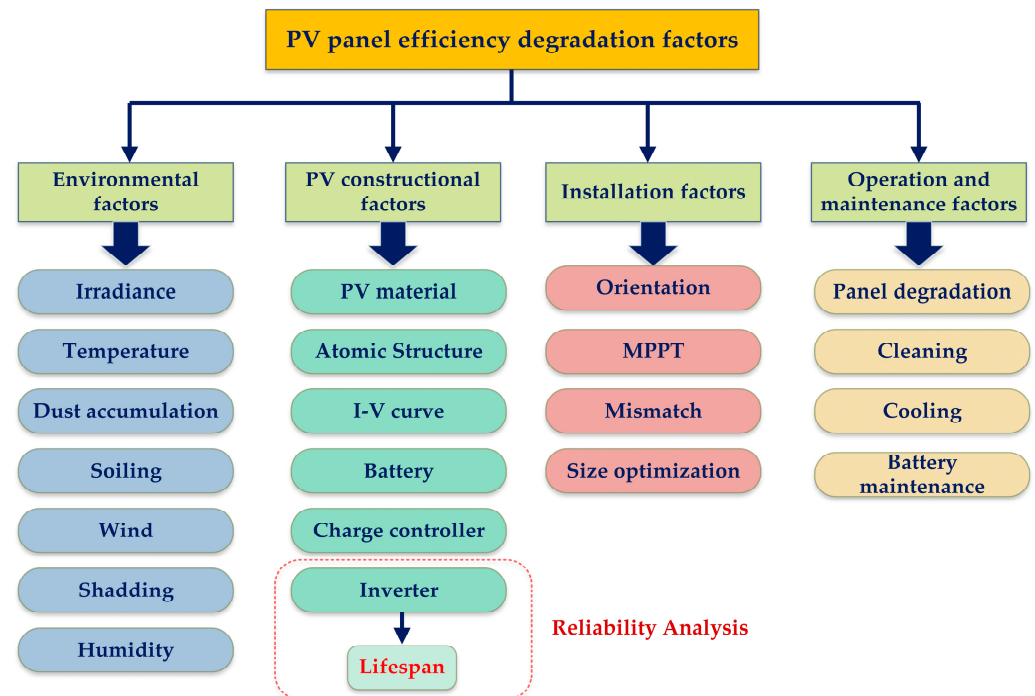 PV panel efficiency degradation factors
Environmental
factors
PV constructional
factors
Installation factors
Operation and
maintenance factors
Irradiance
Temperature
Dust accumulation
Soiling
Wind
Shadding
Humidity
PV material
Atomic Structure
I-V curve
Battery
Charge controller
Inverter
Lifespan
Reliability Analysis
Orientation
MPPT
Mismatch
Size optimization
Panel degradation
Cleaning
Cooling
Battery
maintenance